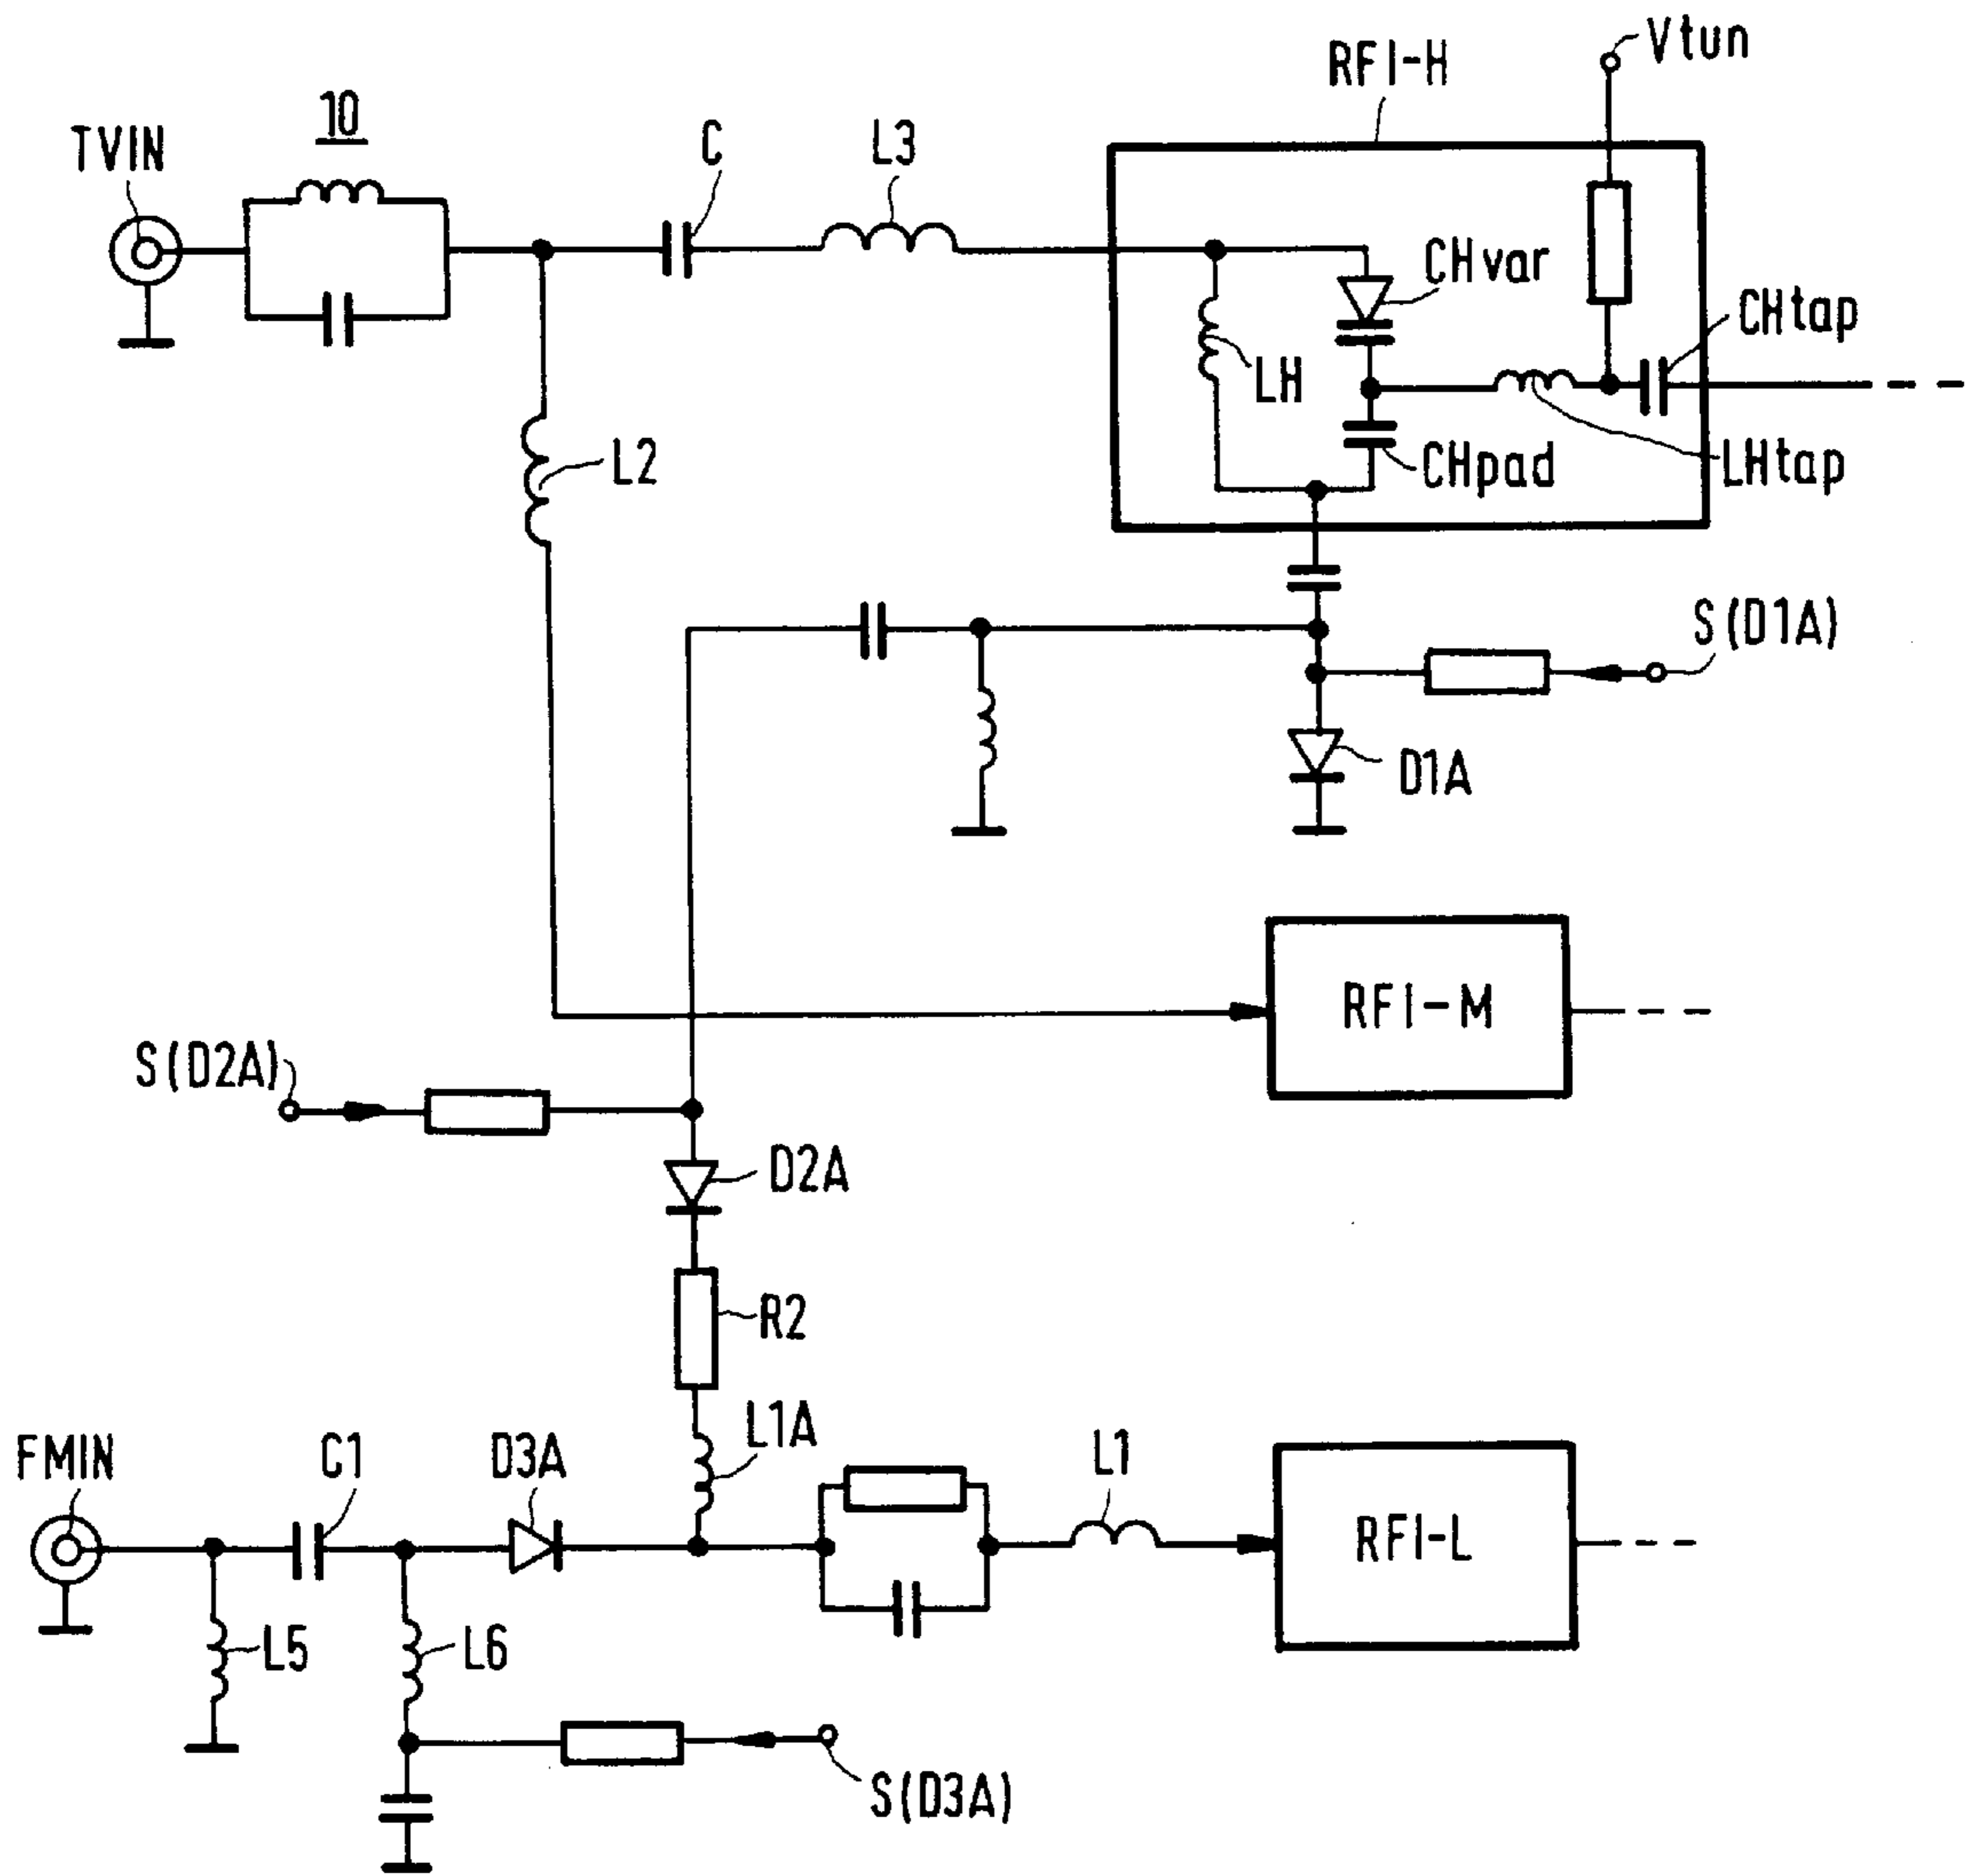 Vtun
RFI-H
10
TVIN
C
L3
CHvar
CHtap
LH
L2
CHpad
LHtap
S(D1A)
D1A
RFI-M
S(D2A)
D2A
R2
L1A
FMIN
C1
D3A
L1
RFI-L
L5
L6
S(D3A)